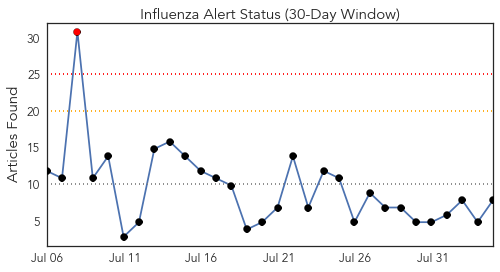 Influenza Alert Status (30-Day Window)
Articles Found
30
25
20
15
10
5
Jul 06
Jul 11
Jul 16
Jul 21
Jul 26
Jul 31